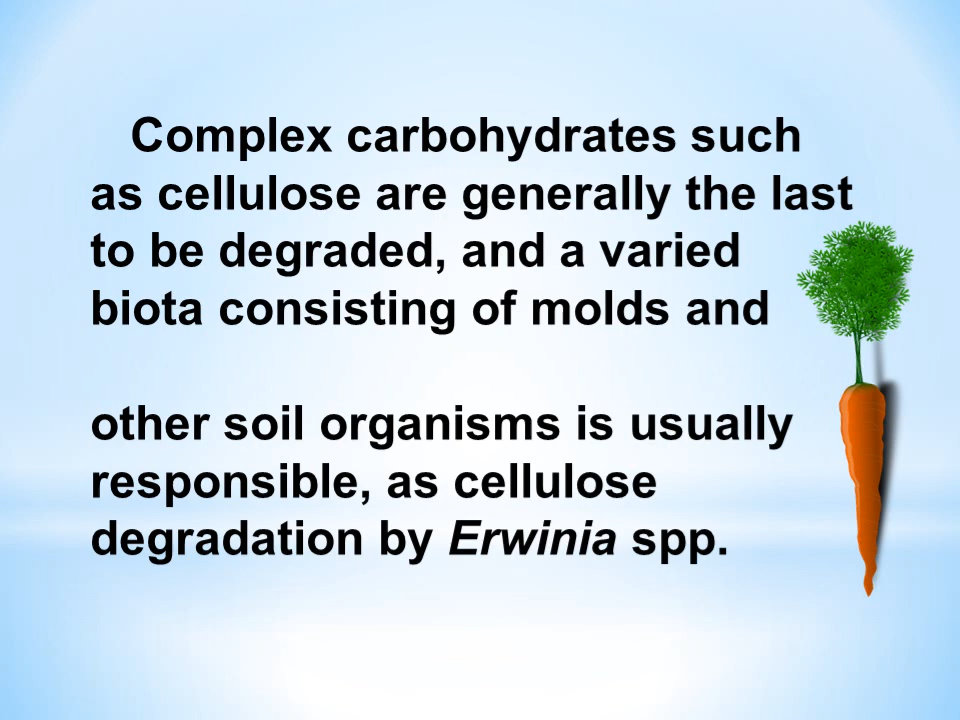 Complex carbohydrates such
as cellulose are generally the last
to be degraded, and a varied
biota consisting of molds and
other soil organisms is usually
responsible, as cellulose
degradation by Erwinia spp.